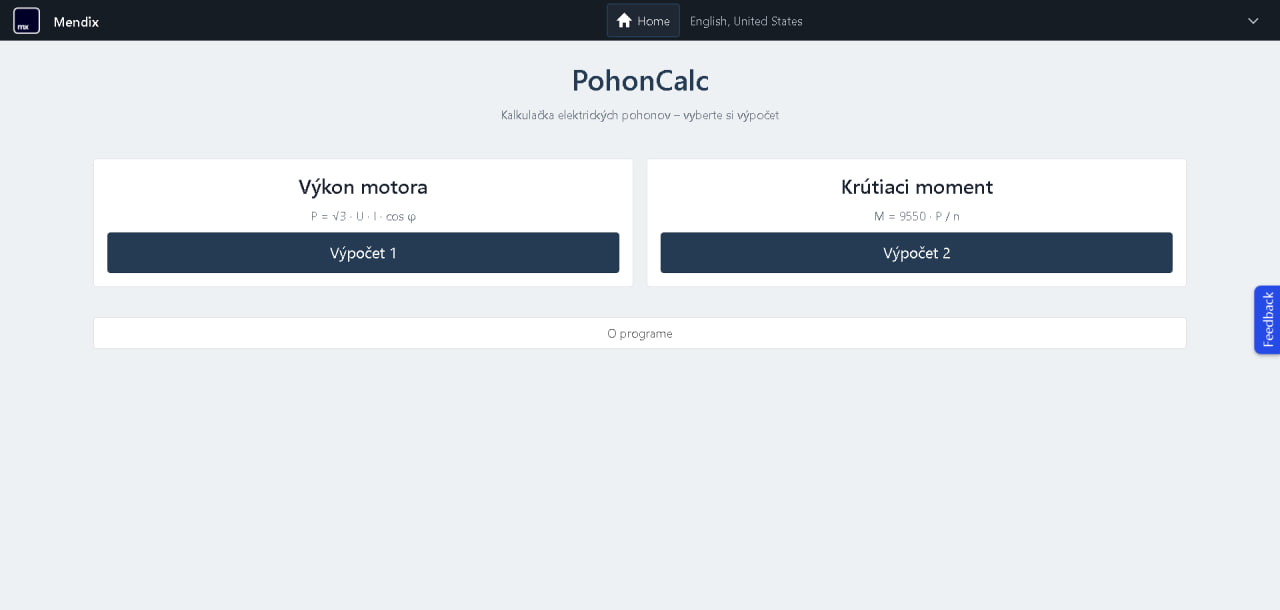 mx
Mendix
Home
English, United States
PohonCalc
Kalkulačka elektrických pohonov – vyberte si výpočet
Výkon motora
P = √3 · U · I · cos φ
Výpočet 1
Krútiaci moment
M = 9550 · P / n
Výpočet 2
Feedback
O programe